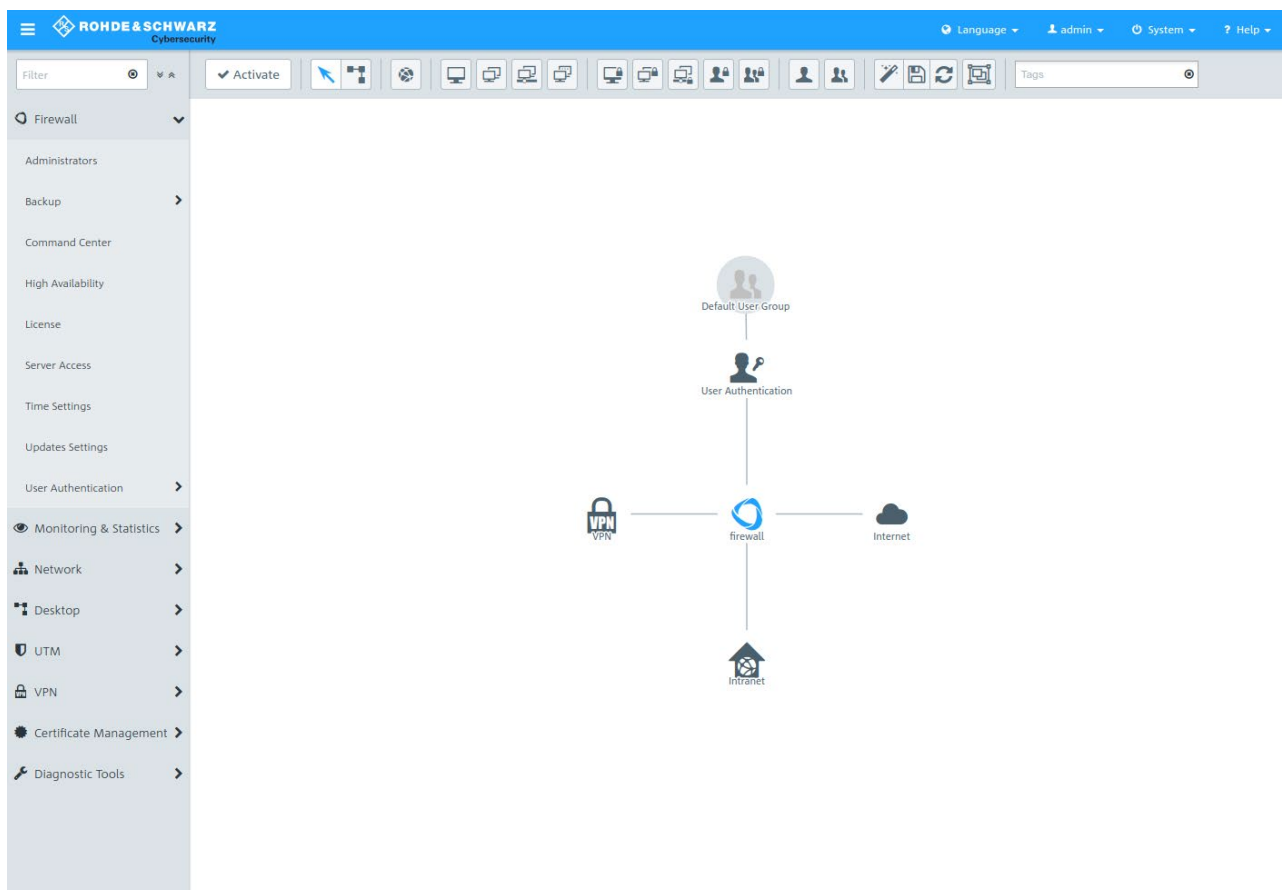 ROHDE & SCHWARZ
Cybersecurity
Language
admin
System
? Help
Filter
Activate
Tags
Firewall
Administrators
Backup
Command Center
High Availability
License
Server Access
Time Settings
Updates Settings
User Authentication
Monitoring & Statistics
Network
Desktop
UTM
VPN
Certificate Management
Diagnostic Tools
Default User Group
User Authentication
VPN
VPN
firewall
Internet
Intranet